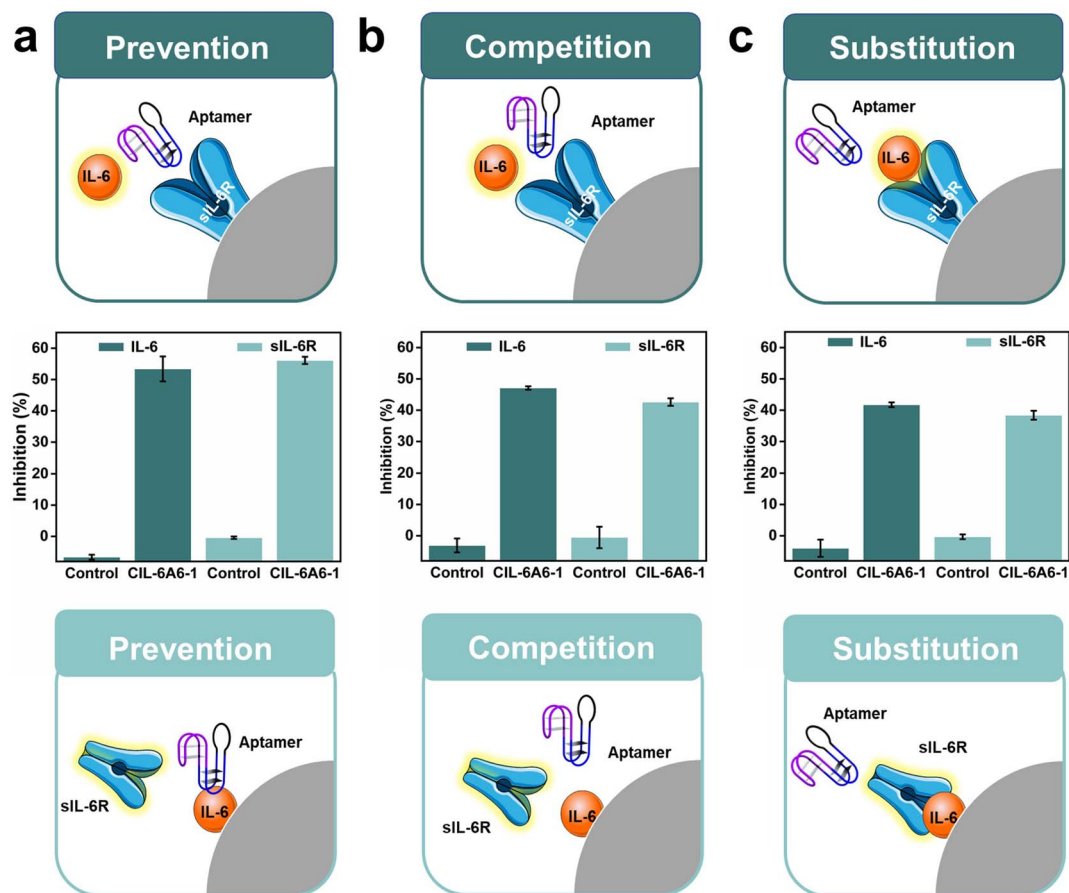 a
Prevention
Aptamer
IL-6
sIL-6R
b
Competition
Aptamer
IL-6
sIL-6R
c
Substitution
Aptamer
IL-6
sIL-6R
Inhibition (%)
60
50
40
30
20
10
0
IL-6
sIL-6R
Control
CIL-6A6-1
Control
CIL-6A6-1
Inhibition (%)
60
50
40
30
20
10
0
IL-6
sIL-6R
Control
CIL-6A6-1
Control
CIL-6A6-1
Inhibition (%)
60
50
40
30
20
10
0
IL-6
sIL-6R
Control
CIL-6A6-1
Control
CIL-6A6-1
Prevention
Aptamer
sIL-6R
IL-6
Competition
Aptamer
sIL-6R
IL-6
Substitution
Aptamer
sIL-6R
IL-6